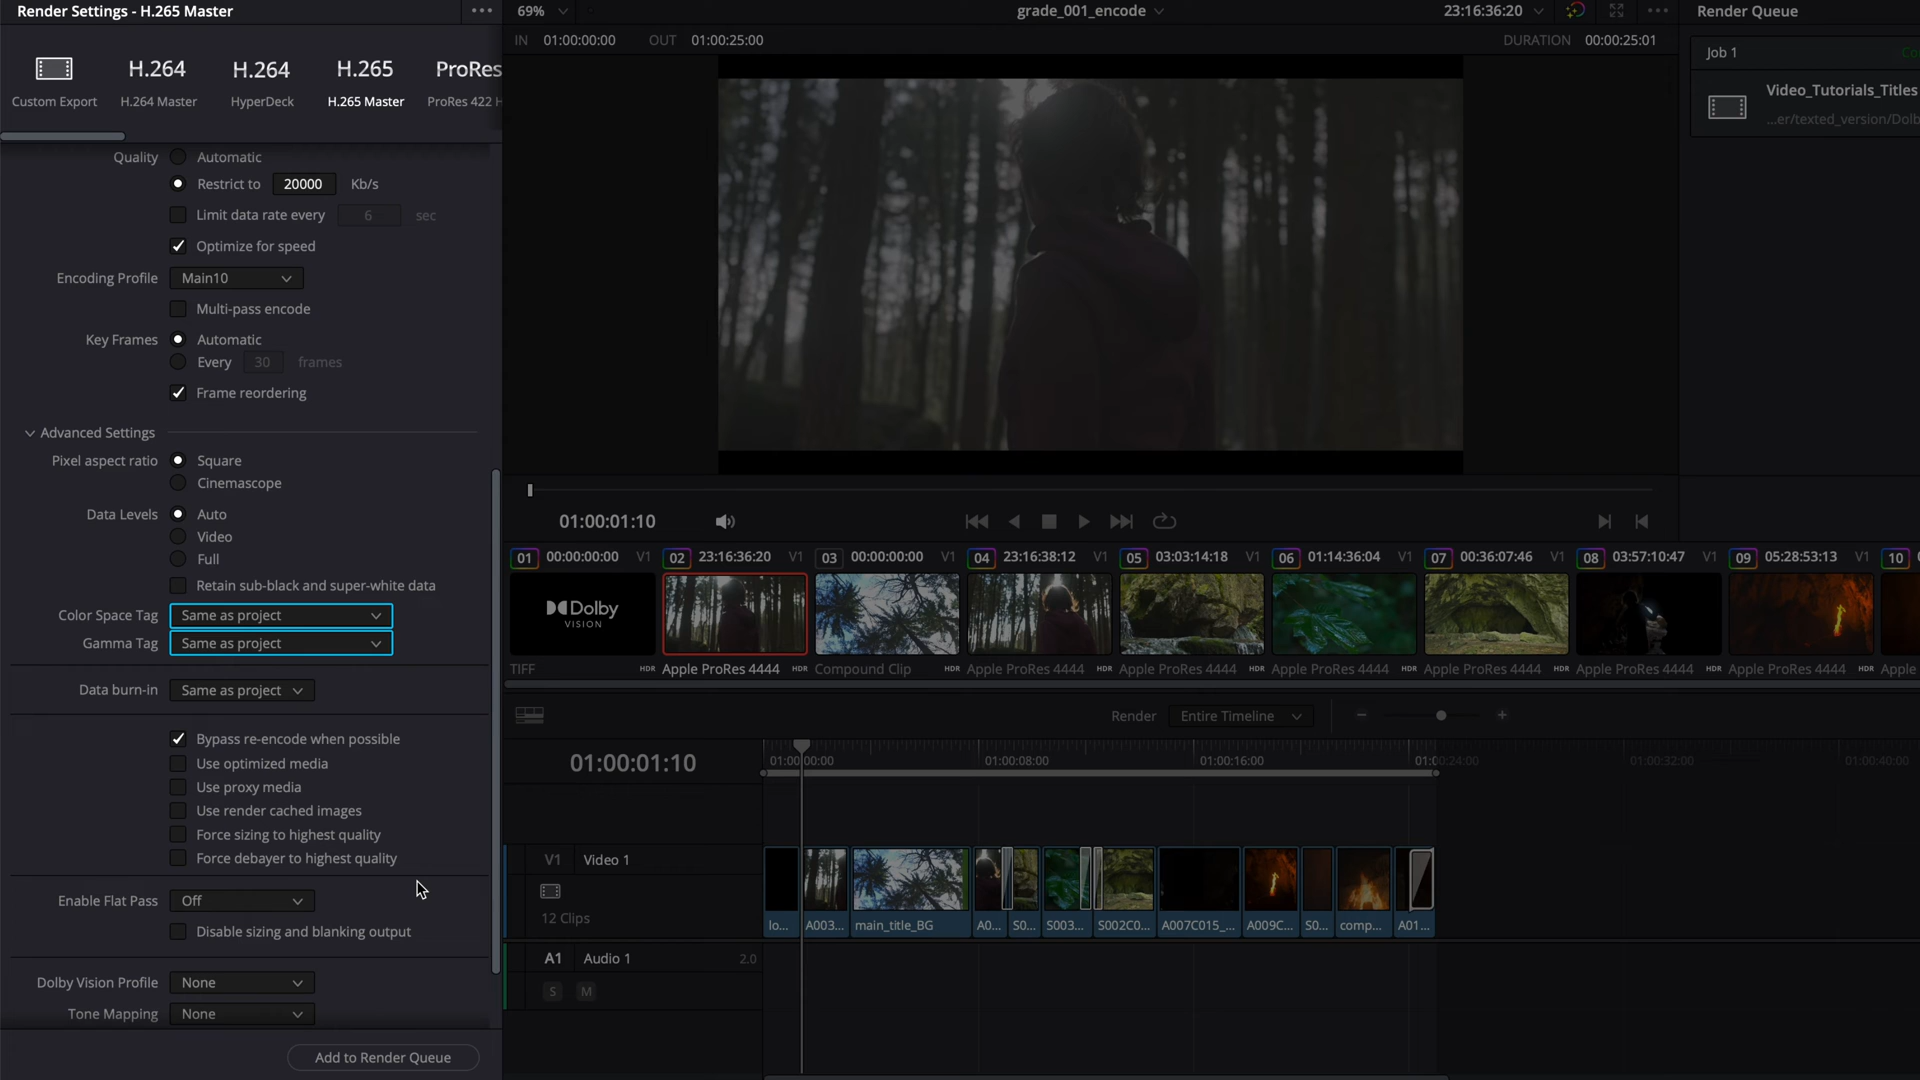 Render Settings - H.265 Master
H.264
H.264
H.265
ProRes
Custom Export
H.264 Master
HyperDeck
H.265 Master
ProRes 422 H
Quality
Automatic
Restrict to 20000 Kb/s
Limit data rate every 6 sec
Optimize for speed
Encoding Profile Main10
Multi-pass encode
Key Frames Automatic
Every 30 frames
Frame reordering
Advanced Settings
Pixel aspect ratio Square
Cinemascope
Data Levels Auto
Video
Full
Retain sub-black and super-white data
Color Space Tag Same as project
Gamma Tag Same as project
Data burn-in Same as project
Bypass re-encode when possible
Use optimized media
Use proxy media
Use render cached images
Force sizing to highest quality
Force debayer to highest quality
Enable Flat Pass Off
Disable sizing and blanking output
Dolby Vision Profile None
Tone Mapping None
Add to Render Queue
69%
grade_001_encode
23:16:36:20
IN 01:00:00:00 OUT 01:00:25:00
DURATION 00:00:25:01
Render Queue
Job 1
Co
Video_Tutorials_Titles
...er/texted_version/Dolb
01:00:01:10
01 00:00:00:00 V1
02 23:16:36:20 V1
03 00:00:00:00 V1
04 23:16:38:12 V1
05 03:03:14:18 V1
06 01:14:36:04 V1
07 00:36:07:46 V1
08 03:57:10:47 V1
09 05:28:53:13 V1
10
Dolby
VISION
TIFF
HDR Apple ProRes 4444
HDR Compound Clip
HDR Apple ProRes 4444
HDR Apple ProRes 4444
HDR Apple ProRes 4444
HDR Apple ProRes 4444
HDR Apple ProRes 4444
HDR Apple ProRes 4444
HDR Apple
Render Entire Timeline
01:00:01:10
01:00:00:00
01:00:08:00
01:00:16:00
01:00:24:00
01:00:32:00
01:00:40:00
V1 Video 1
12 Clips
lo...
A003...
main_title_BG
A0...
S0...
S003...
S002C0...
A007C015_...
A009C...
S0...
comp...
A01...
A1 Audio 1 2.0
S M